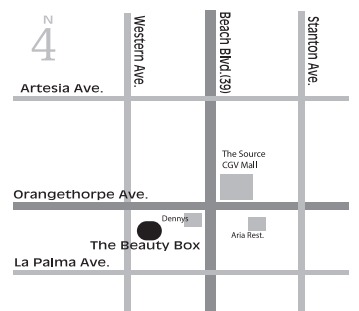 N
4
Western Ave.
Beach Blvd.(39)
Stanton Ave.
Artesia Ave.
The Source
CGV Mall
Orangethorpe Ave.
Dennys
Aria Rest.
The Beauty Box
La Palma Ave.